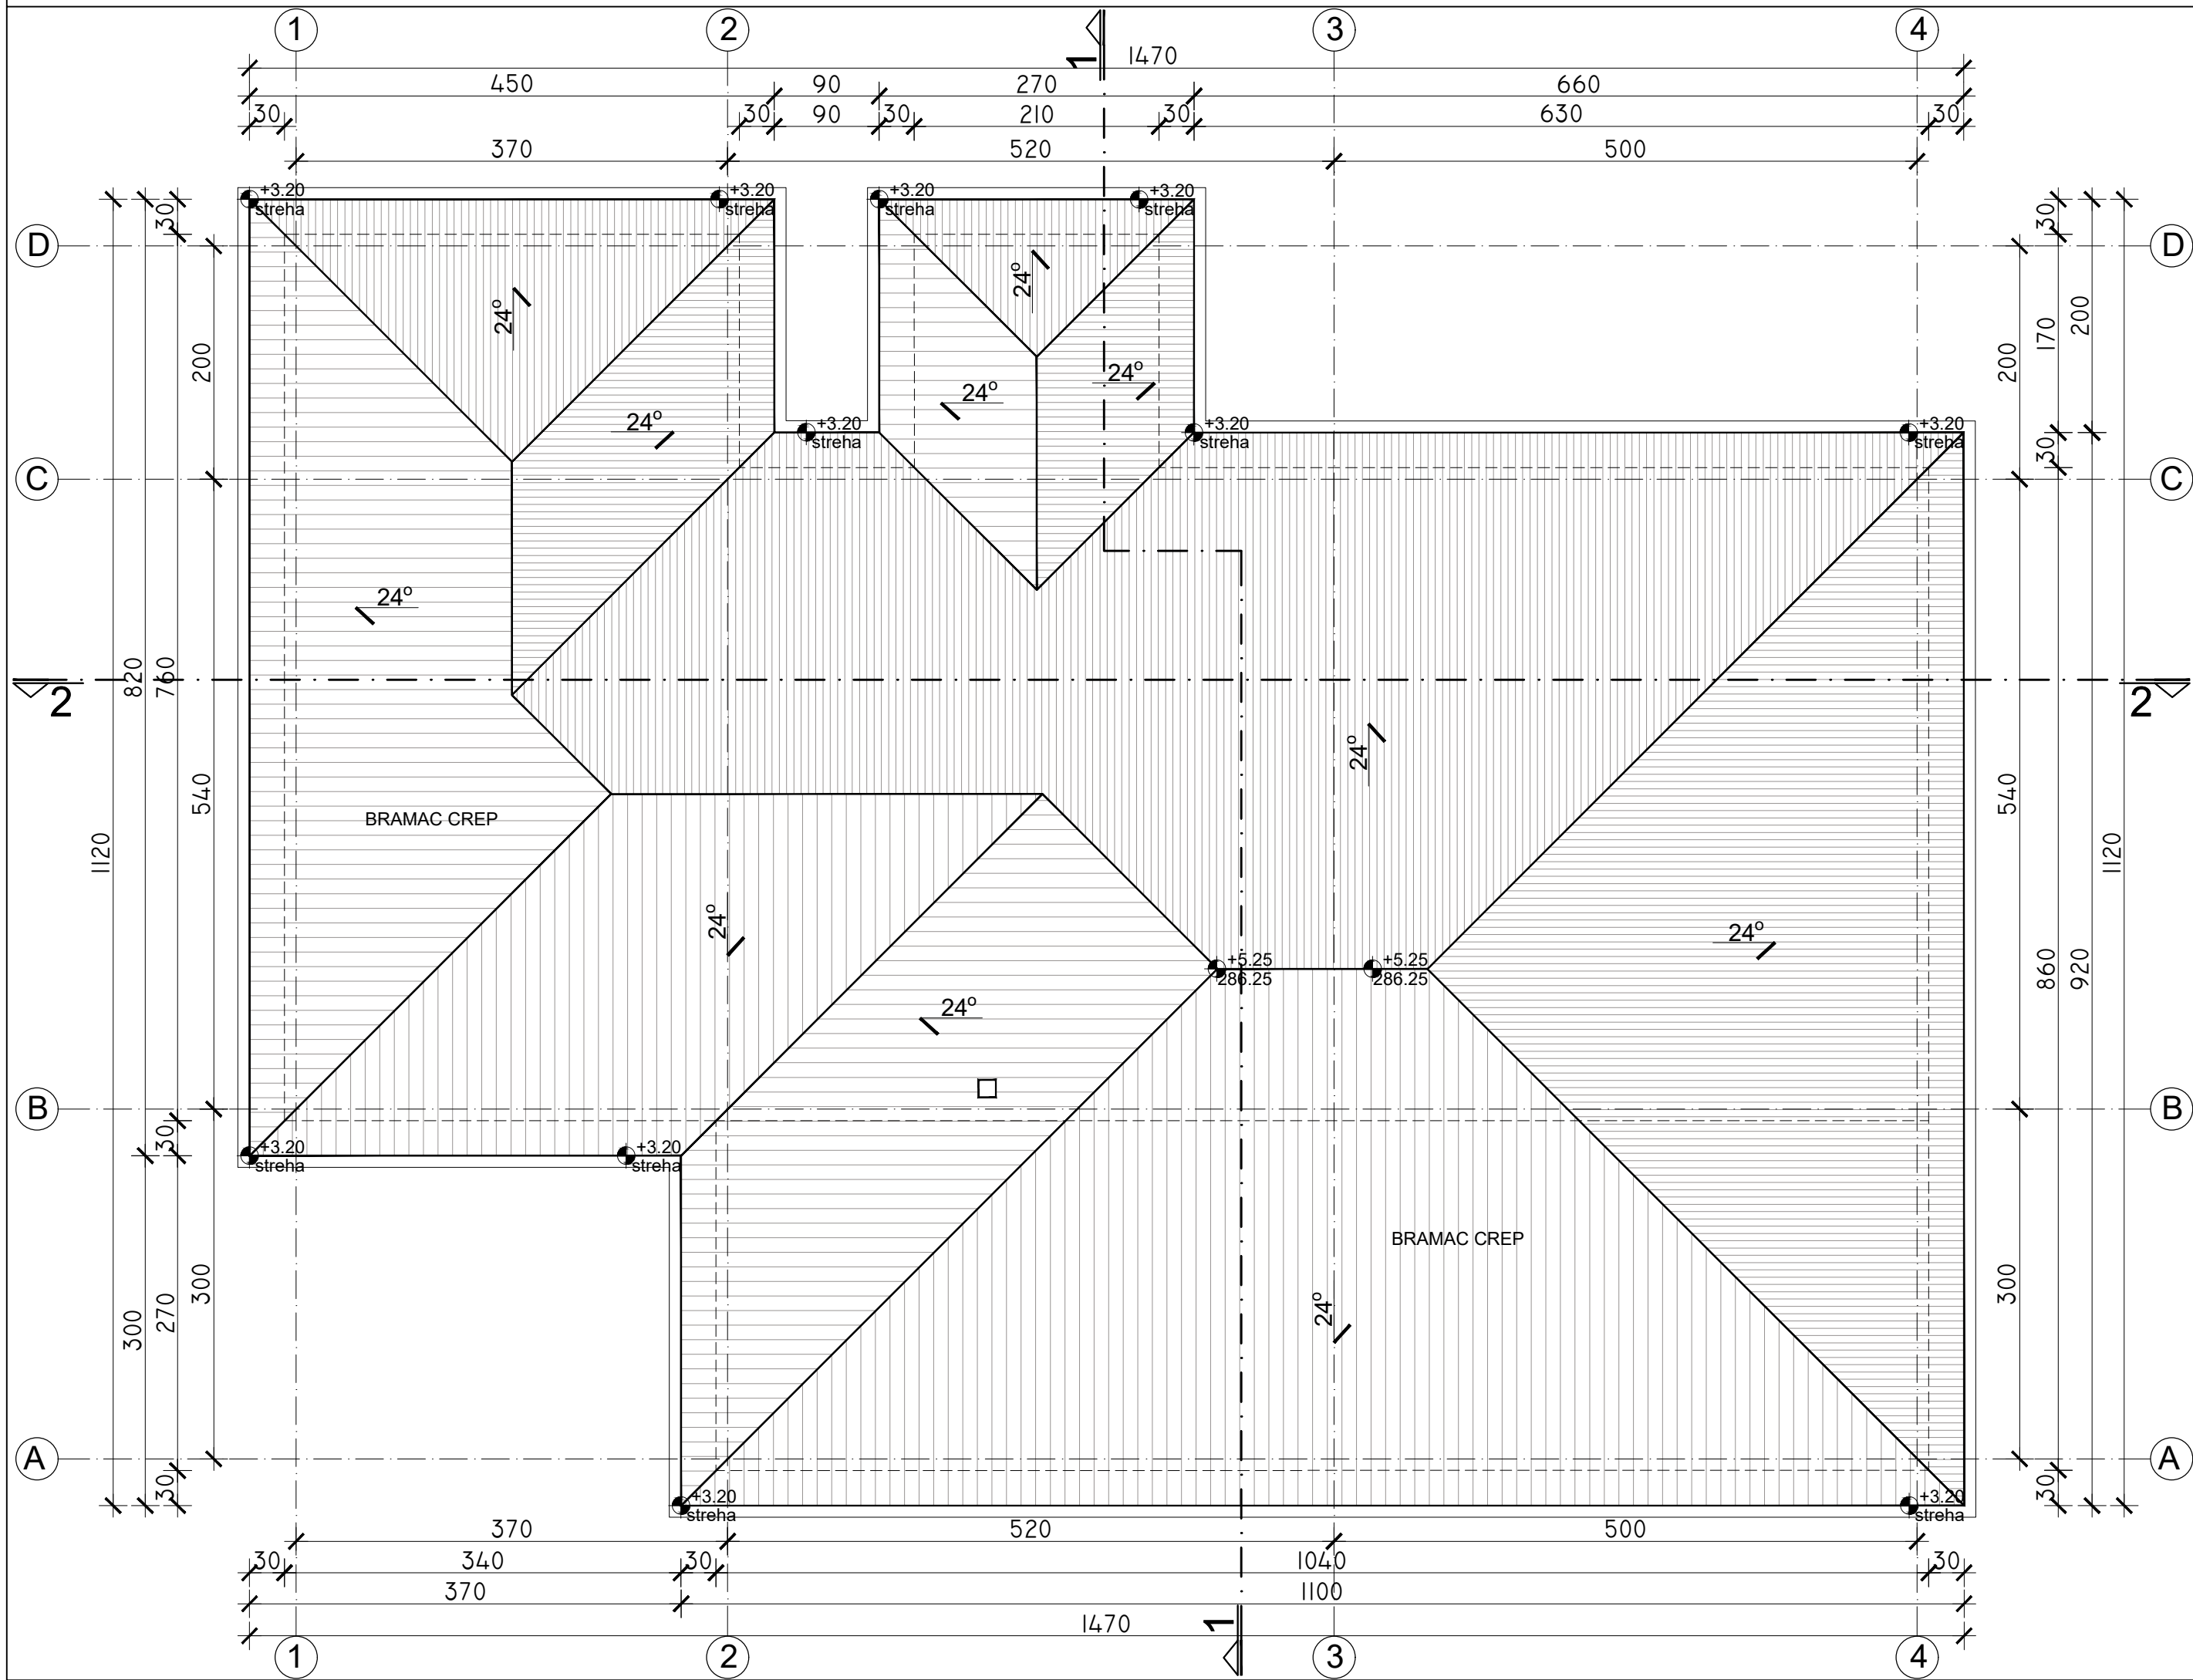 1 2 3 4
1
1470
450 90 270 660
30 30 90 30 210 30 630 30
370 520 500
+3.20 +3.20 +3.20 +3.20
streha streha streha streha
30 30
D D
24° 24°
200 170 200 200
24° 24° 24°
+3.20 +3.20 +3.20
streha streha streha
30
C C
24°
820 760
2 2
24°
540 540
BRAMAC CREP
1120 1120
24° 24°
860 920
+5.25 +5.25
286.25 286.25
24°
B B
30
+3.20 +3.20
streha streha
BRAMAC CREP
300 270 300 300
24°
A A
30 30
+3.20 +3.20
streha streha
370 520 500
30 340 30 1040 30
370 1100
1470
1
1 2 3 4